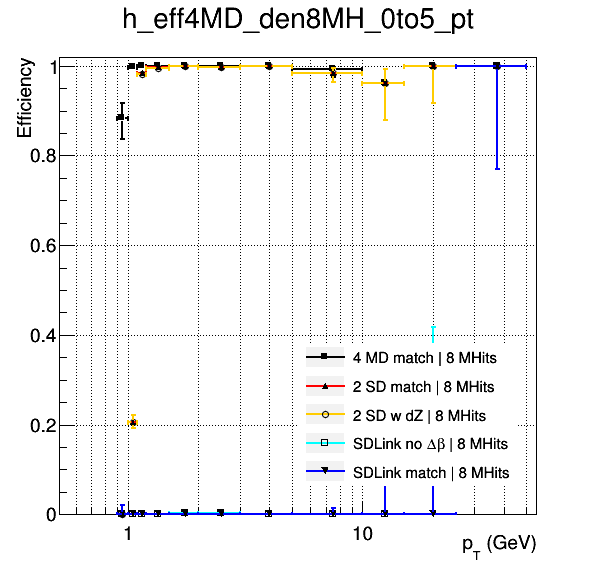 h_eff4MD_den8MH_0to5_pt
Efficiency
1
0.8
0.6
0.4
0.2
0
4 MD match | 8 MHits
2 SD match | 8 MHits
2 SD w dZ | 8 MHits
SDLink no Δβ | 8 MHits
SDLink match | 8 MHits
1
10
p_T (GeV)